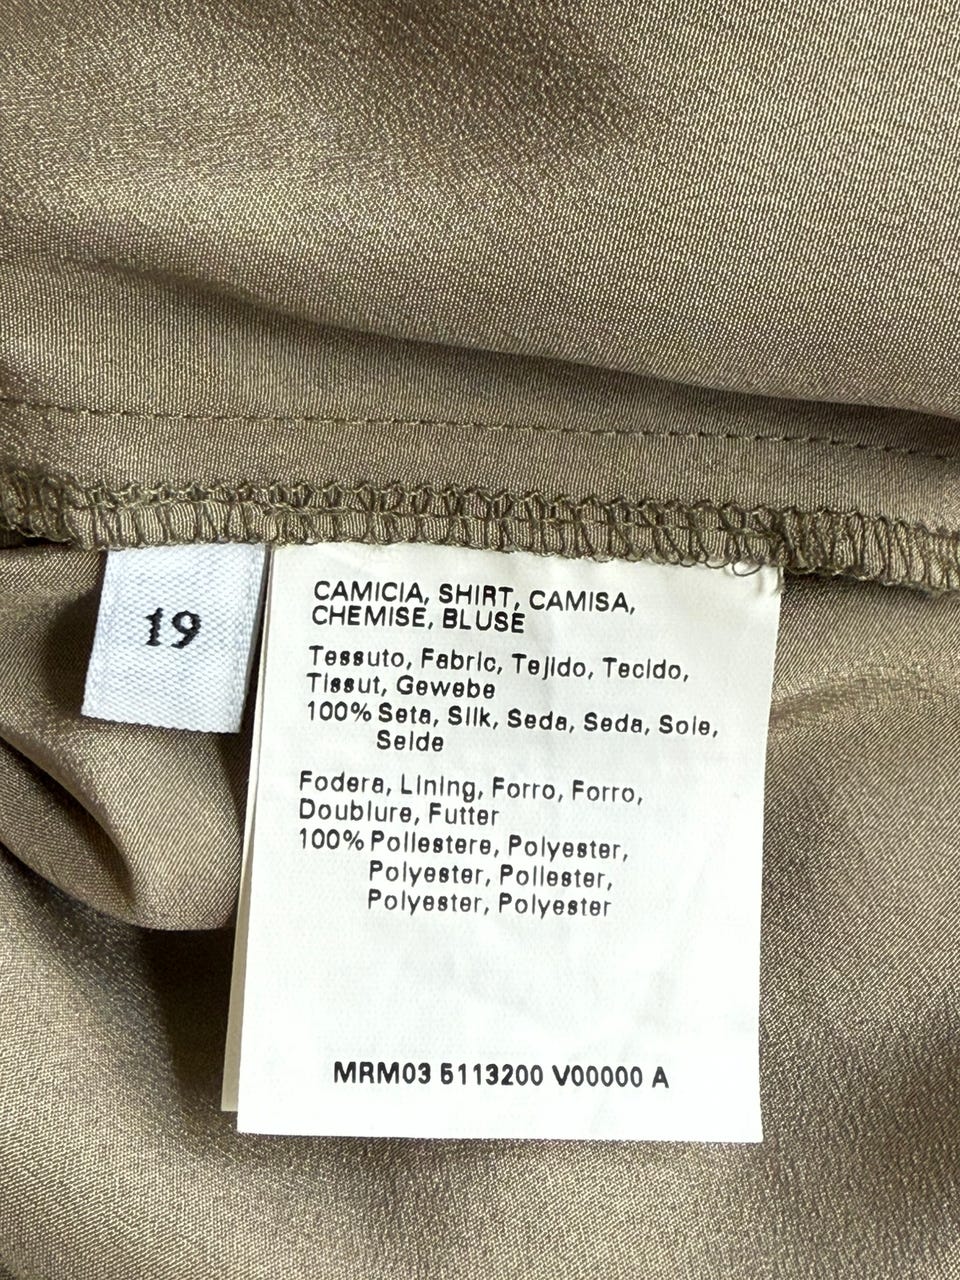 19
CAMICIA, SHIRT, CAMISA,
CHEMISE, BLUSE
Tessuto, Fabric, Tejido, Tecido,
Tissut, Gewebe
100% Seta, Silk, Seda, Seda, Soie,
Seide
Fodera, Lining, Forro, Forro,
Doublure, Futter
100% Poliestere, Polyester,
Polyester, Poliester,
Polyester, Polyester
MRM03 5113200 V00000 A